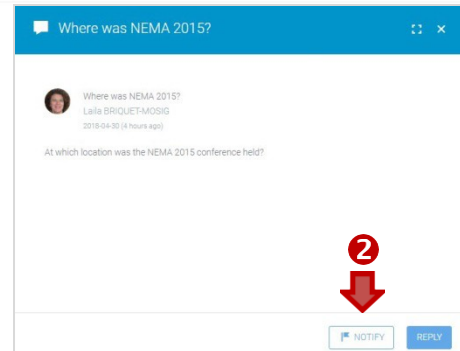 Where was NEMA 2015?
Where was NEMA 2015?
Laila BRIQUET-MOSIG
2018-04-30 (4 hours ago)
At which location was the NEMA 2015 conference held?
2
NOTIFY
REPLY